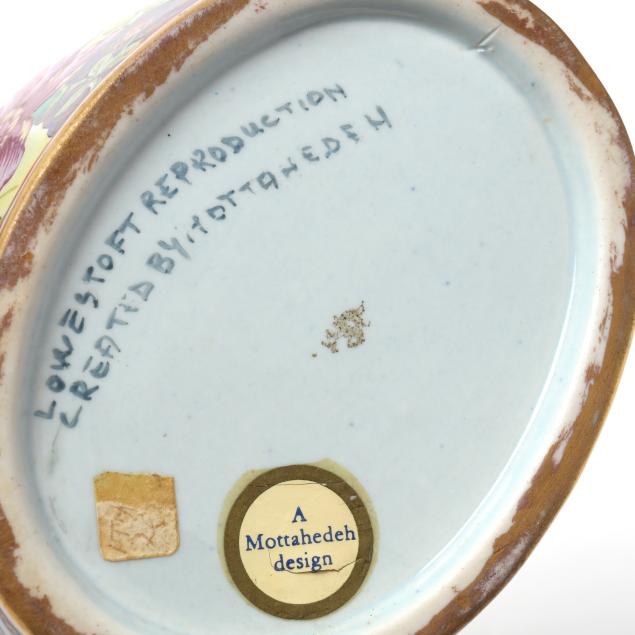 LOWESTOFT REPRODUCTION
CREATED BY MOTTAHEDEH
A
Mottahedeh
design